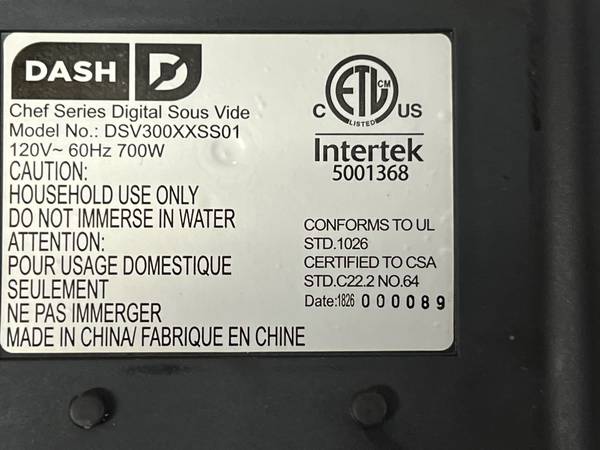 DASH D
Chef Series Digital Sous Vide
Model No.: DSV300XXSS01
120V~ 60Hz 700W
CAUTION:
HOUSEHOLD USE ONLY
DO NOT IMMERSE IN WATER
ATTENTION:
POUR USAGE DOMESTIQUE
SEULEMENT
NE PAS IMMERGER
MADE IN CHINA/ FABRIQUE EN CHINE
ETL CM
C US
LISTED
Intertek
5001368
CONFORMS TO UL
STD.1026
CERTIFIED TO CSA
STD.C22.2 NO.64
Date:1826 000089